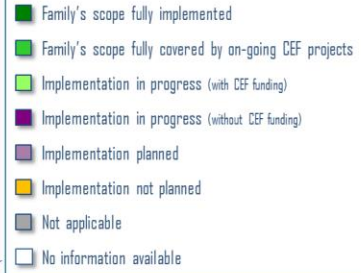 Family's scope fully implemented
Family's scope fully covered by on-going CEF projects
Implementation in progress (with CEF funding)
Implementation in progress (without CEF funding)
Implementation planned
Implementation not planned
Not applicable
No information available